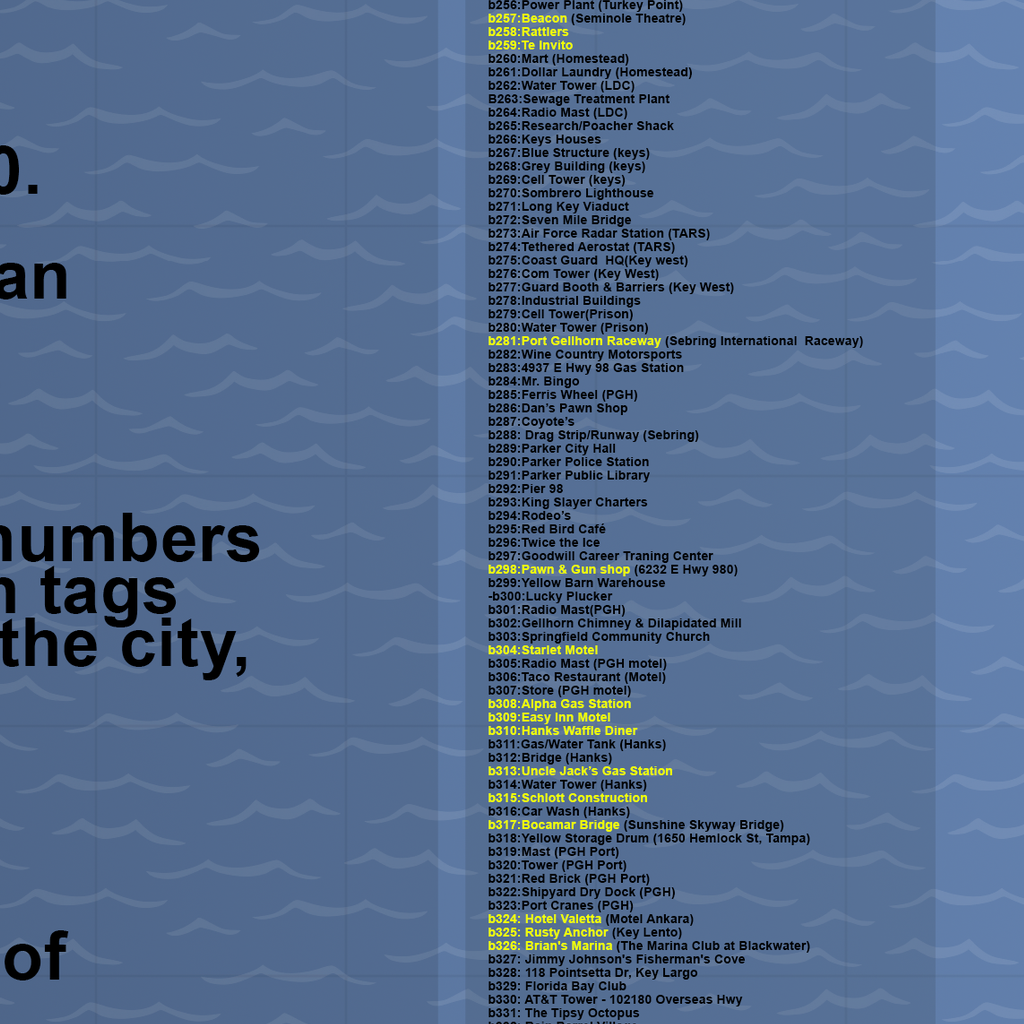 0.
an
numbers
n tags
the city,
of
b256:Power Plant (Turkey Point)
b257:Beacon (Seminole Theatre)
b258:Rattlers
b259:Te Invito
b260:Mart (Homestead)
b261:Dollar Laundry (Homestead)
b262:Water Tower (LDC)
B263:Sewage Treatment Plant
b264:Radio Mast (LDC)
b265:Research/Poacher Shack
b266:Keys Houses
b267:Blue Structure (keys)
b268:Grey Building (keys)
b269:Cell Tower (keys)
b270:Sombrero Lighthouse
b271:Long Key Viaduct
b272:Seven Mile Bridge
b273:Air Force Radar Station (TARS)
b274:Tethered Aerostat (TARS)
b275:Coast Guard  HQ(Key west)
b276:Com Tower (Key West)
b277:Guard Booth & Barriers (Key West)
b278:Industrial Buildings
b279:Cell Tower(Prison)
b280:Water Tower (Prison)
b281:Port Gellhorn Raceway (Sebring International  Raceway)
b282:Wine Country Motorsports
b283:4937 E Hwy 98 Gas Station
b284:Mr. Bingo
b285:Ferris Wheel (PGH)
b286:Dan's Pawn Shop
b287:Coyote's
b288: Drag Strip/Runway (Sebring)
b289:Parker City Hall
b290:Parker Police Station
b291:Parker Public Library
b292:Pier 98
b293:King Slayer Charters
b294:Rodeo's
b295:Red Bird Café
b296:Twice the Ice
b297:Goodwill Career Traning Center
b298:Pawn & Gun shop (6232 E Hwy 980)
b299:Yellow Barn Warehouse
-b300:Lucky Plucker
b301:Radio Mast(PGH)
b302:Gellhorn Chimney & Dilapidated Mill
b303:Springfield Community Church
b304:Starlet Motel
b305:Radio Mast (PGH motel)
b306:Taco Restaurant (Motel)
b307:Store (PGH motel)
b308:Alpha Gas Station
b309:Easy Inn Motel
b310:Hanks Waffle Diner
b311:Gas/Water Tank (Hanks)
b312:Bridge (Hanks)
b313:Uncle Jack's Gas Station
b314:Water Tower (Hanks)
b315:Schlott Construction
b316:Car Wash (Hanks)
b317:Bocamar Bridge (Sunshine Skyway Bridge)
b318:Yellow Storage Drum (1650 Hemlock St, Tampa)
b319:Mast (PGH Port)
b320:Tower (PGH Port)
b321:Red Brick (PGH Port)
b322:Shipyard Dry Dock (PGH)
b323:Port Cranes (PGH)
b324: Hotel Valetta (Motel Ankara)
b325: Rusty Anchor (Key Lento)
b326: Brian's Marina (The Marina Club at Blackwater)
b327: Jimmy Johnson's Fisherman's Cove
b328: 118 Pointsetta Dr, Key Largo
b329: Florida Bay Club
b330: AT&T Tower - 102180 Overseas Hwy
b331: The Tipsy Octopus